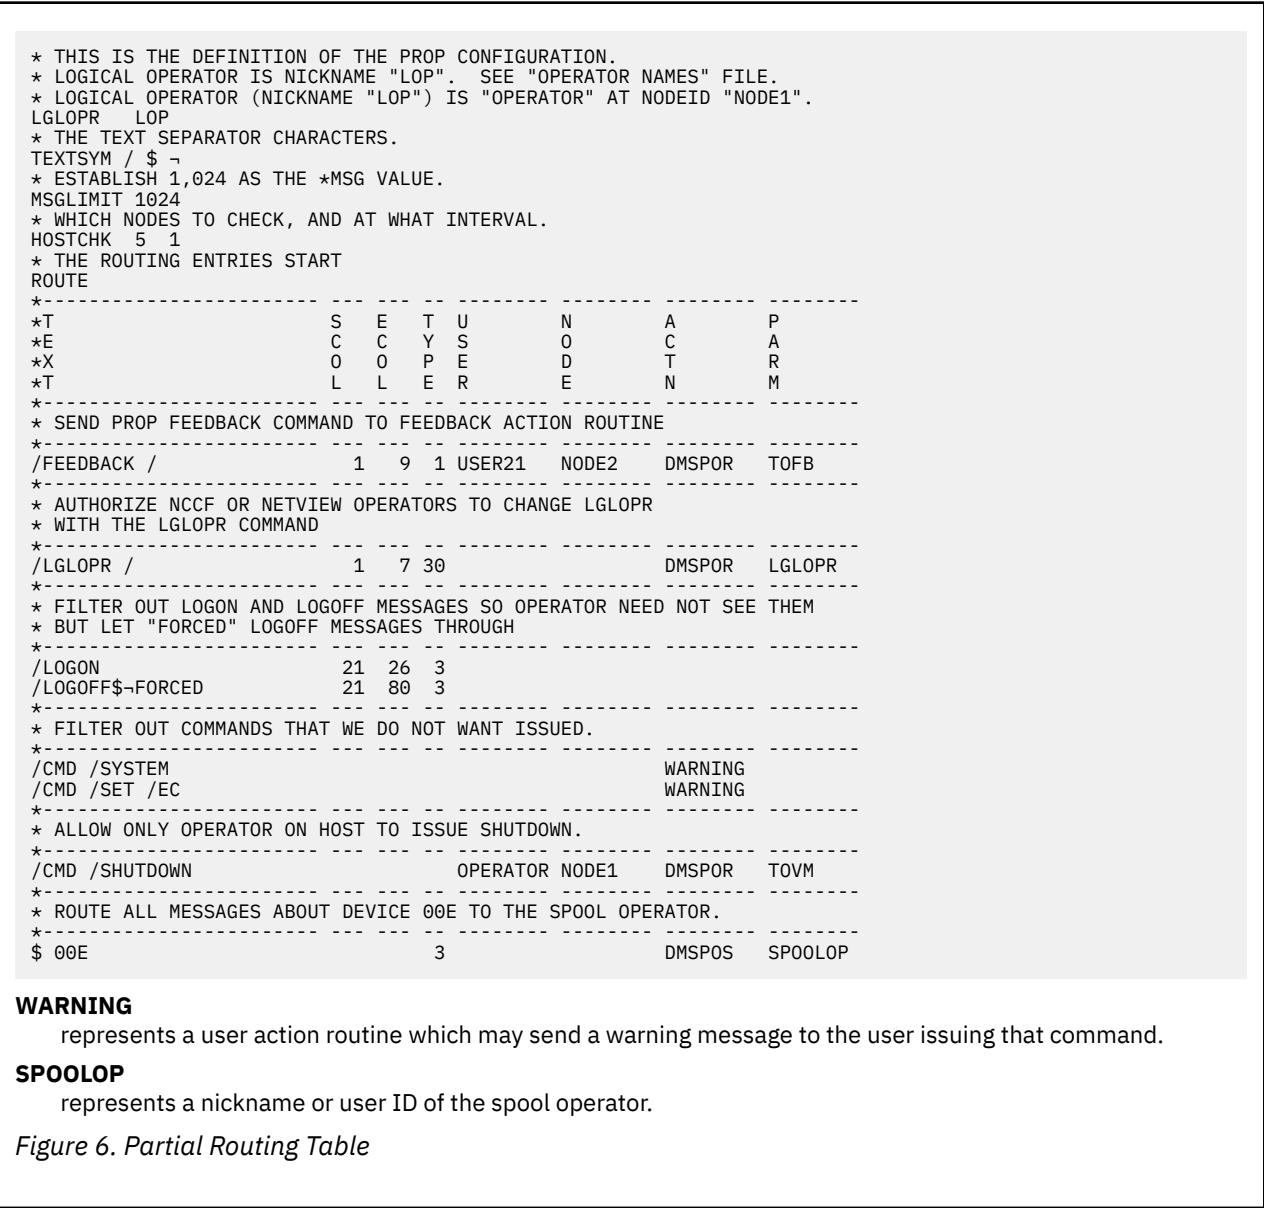 * THIS IS THE DEFINITION OF THE PROP CONFIGURATION.
* LOGICAL OPERATOR IS NICKNAME "LOP".  SEE "OPERATOR NAMES" FILE.
* LOGICAL OPERATOR (NICKNAME "LOP") IS "OPERATOR" AT NODEID "NODE1".
LGLOPR   LOP
* THE TEXT SEPARATOR CHARACTERS.
TEXTSYM / $ ¬
* ESTABLISH 1,024 AS THE *MSG VALUE.
MSGLIMIT 1024
* WHICH NODES TO CHECK, AND AT WHAT INTERVAL.
HOSTCHK  5  1
* THE ROUTING ENTRIES START
ROUTE
*------------------------ --- --- -- -------- -------- -------- --------
*T                        S   E   T  U        N        A        P
*E                        C   C   Y  S        O        C        A
*X                        O   O   P  E        D        T        R
*T                        L   L   E  R        E        N        M
*------------------------ --- --- -- -------- -------- -------- --------
* SEND PROP FEEDBACK COMMAND TO FEEDBACK ACTION ROUTINE
*------------------------ --- --- -- -------- -------- -------- --------
/FEEDBACK /                 1   9  1 USER21   NODE2    DMSPOR   TOFB
*------------------------ --- --- -- -------- -------- -------- --------
* AUTHORIZE NCCF OR NETVIEW OPERATORS TO CHANGE LGLOPR
* WITH THE LGLOPR COMMAND
*------------------------ --- --- -- -------- -------- -------- --------
/LGLOPR /                   1   7 30                   DMSPOR   LGLOPR
*------------------------ --- --- -- -------- -------- -------- --------
* FILTER OUT LOGON AND LOGOFF MESSAGES SO OPERATOR NEED NOT SEE THEM
* BUT LET "FORCED" LOGOFF MESSAGES THROUGH
*------------------------ --- --- -- -------- -------- -------- --------
/LOGON                     21  26  3
/LOGOFF$¬FORCED            21  80  3
*------------------------ --- --- -- -------- -------- -------- --------
* FILTER OUT COMMANDS THAT WE DO NOT WANT ISSUED.
*------------------------ --- --- -- -------- -------- -------- --------
/CMD /SYSTEM                                           WARNING
/CMD /SET /EC                                          WARNING
*------------------------ --- --- -- -------- -------- -------- --------
* ALLOW ONLY OPERATOR ON HOST TO ISSUE SHUTDOWN.
*------------------------ --- --- -- -------- -------- -------- --------
/CMD /SHUTDOWN                       OPERATOR NODE1    DMSPOR   TOVM
*------------------------ --- --- -- -------- -------- -------- --------
* ROUTE ALL MESSAGES ABOUT DEVICE 00E TO THE SPOOL OPERATOR.
*------------------------ --- --- -- -------- -------- -------- --------
$ 00E                              3                   DMSPOS   SPOOLOP
WARNING
represents a user action routine which may send a warning message to the user issuing that command.
SPOOLOP
represents a nickname or user ID of the spool operator.
Figure 6. Partial Routing Table